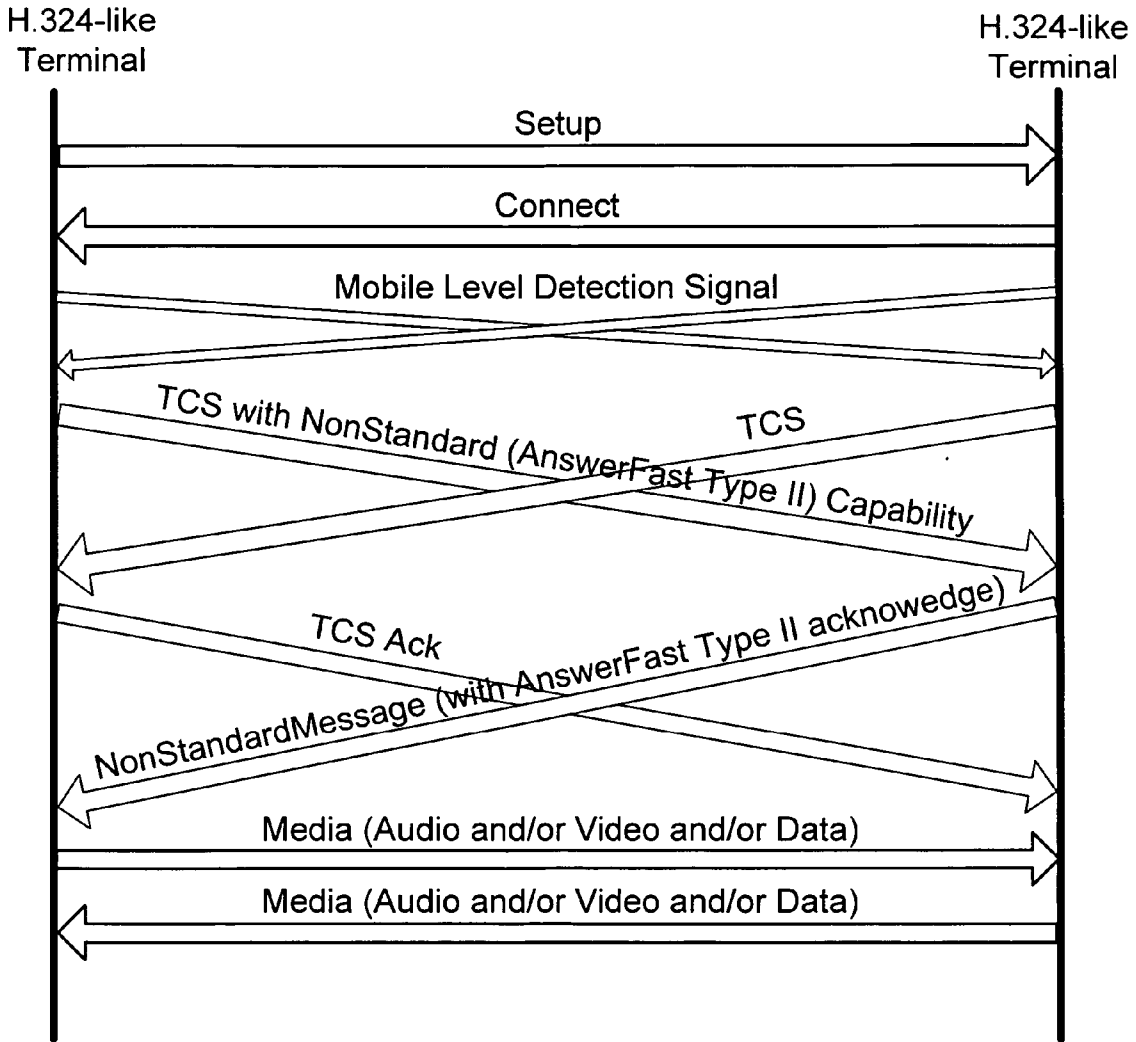 H.324-like
Terminal
H.324-like
Terminal
Setup
Connect
Mobile Level Detection Signal
TCS with NonStandard (AnswerFast Type II) Capability
TCS
TCS Ack
NonStandardMessage (with AnswerFast Type II acknowedge)
Media (Audio and/or Video and/or Data)
Media (Audio and/or Video and/or Data)